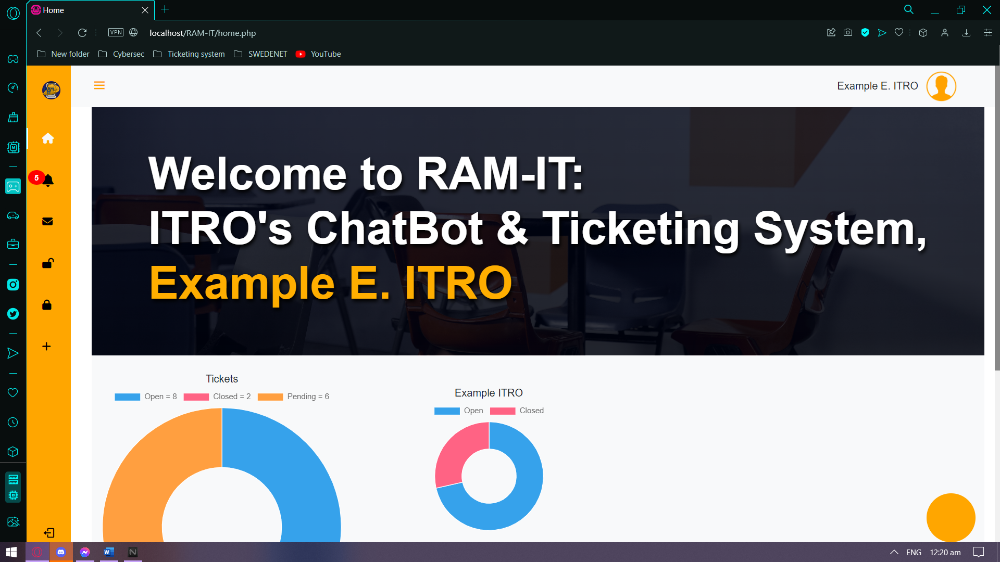 Home
VPN
localhost/RAM-IT/home.php
New folder
Cybersec
Ticketing system
SWEDENET
YouTube
Example E. ITRO
5
Welcome to RAM-IT:
ITRO's ChatBot & Ticketing System,
Example E. ITRO
Tickets
Open = 8
Closed = 2
Pending = 6
Example ITRO
Open
Closed
ENG
12:20 am